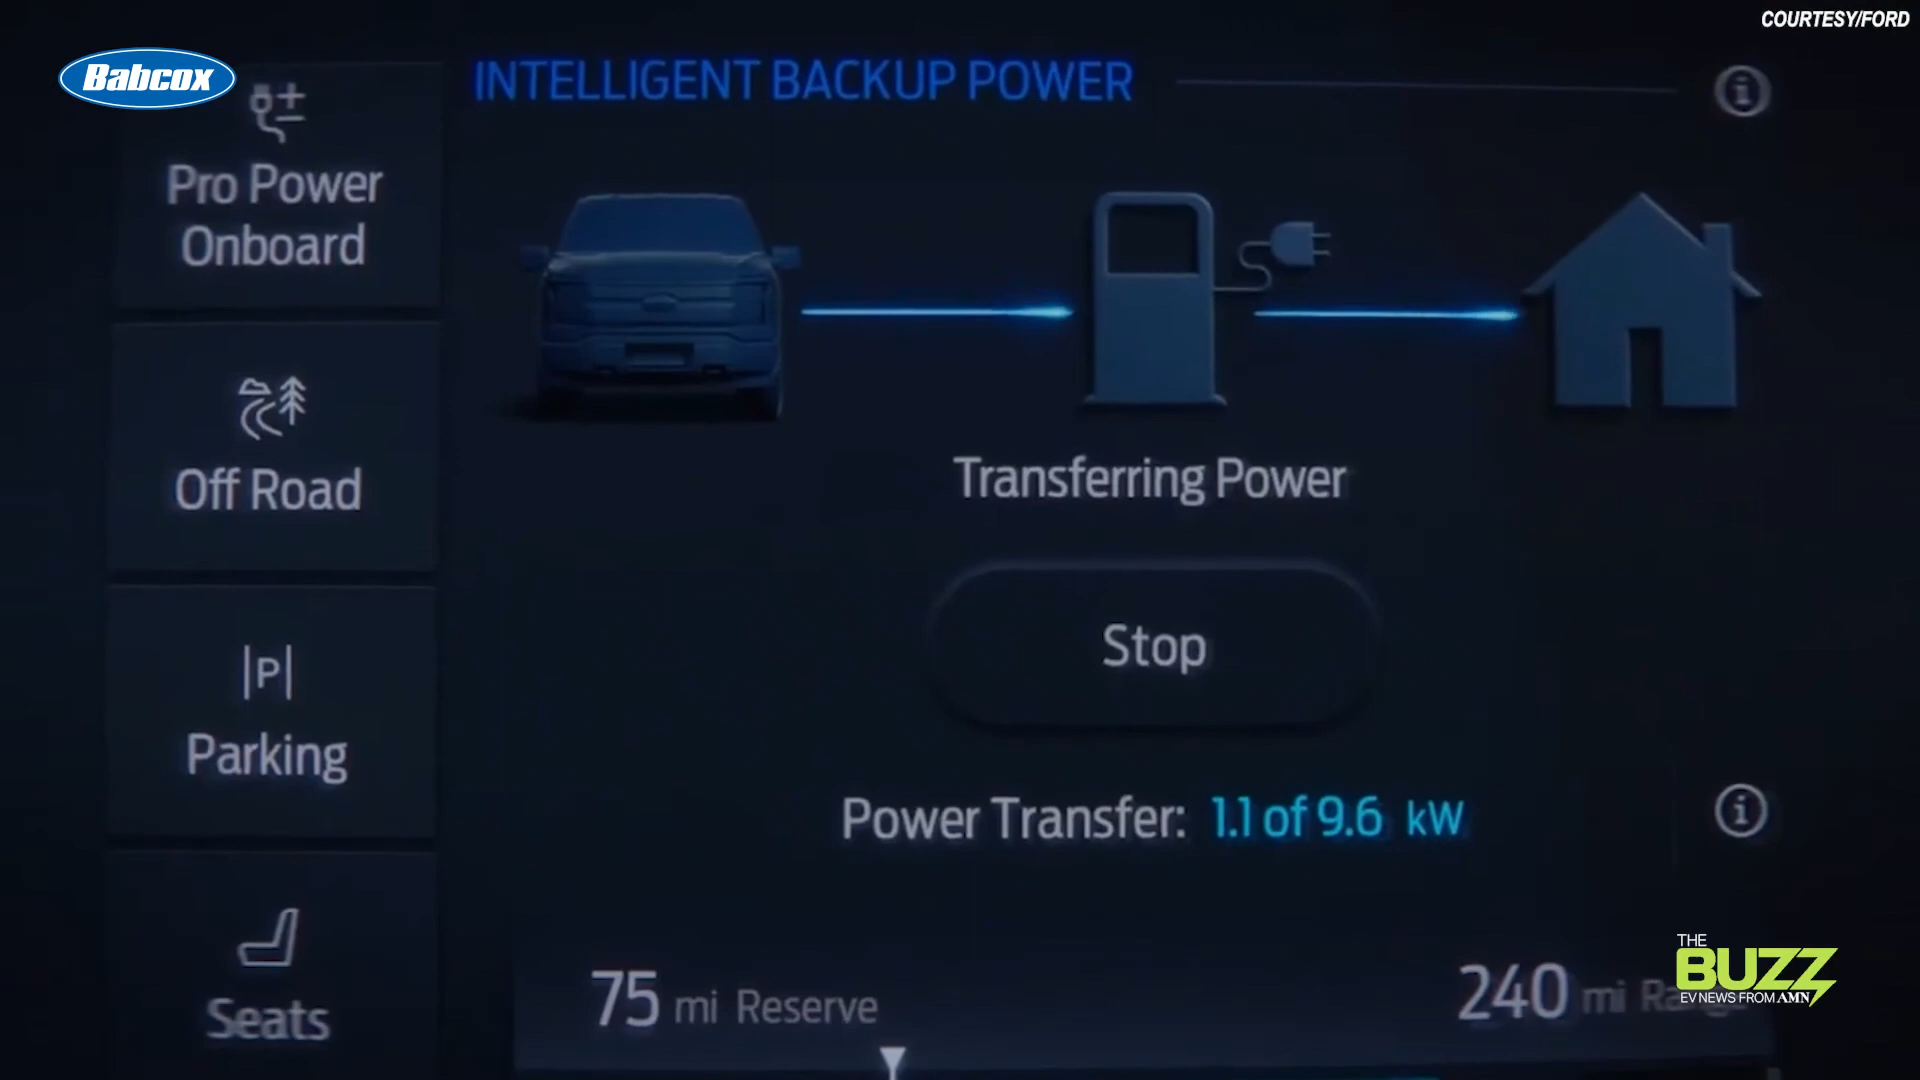 COURTESY/FORD
Babcox
INTELLIGENT BACKUP POWER
Pro Power
Onboard
Off Road
Transferring Power
Stop
|P|
Parking
Power Transfer: 1.1 of 9.6 kW
75 mi Reserve
240 mi Range
Seats
THE
BUZZ
EV NEWS FROM AMN